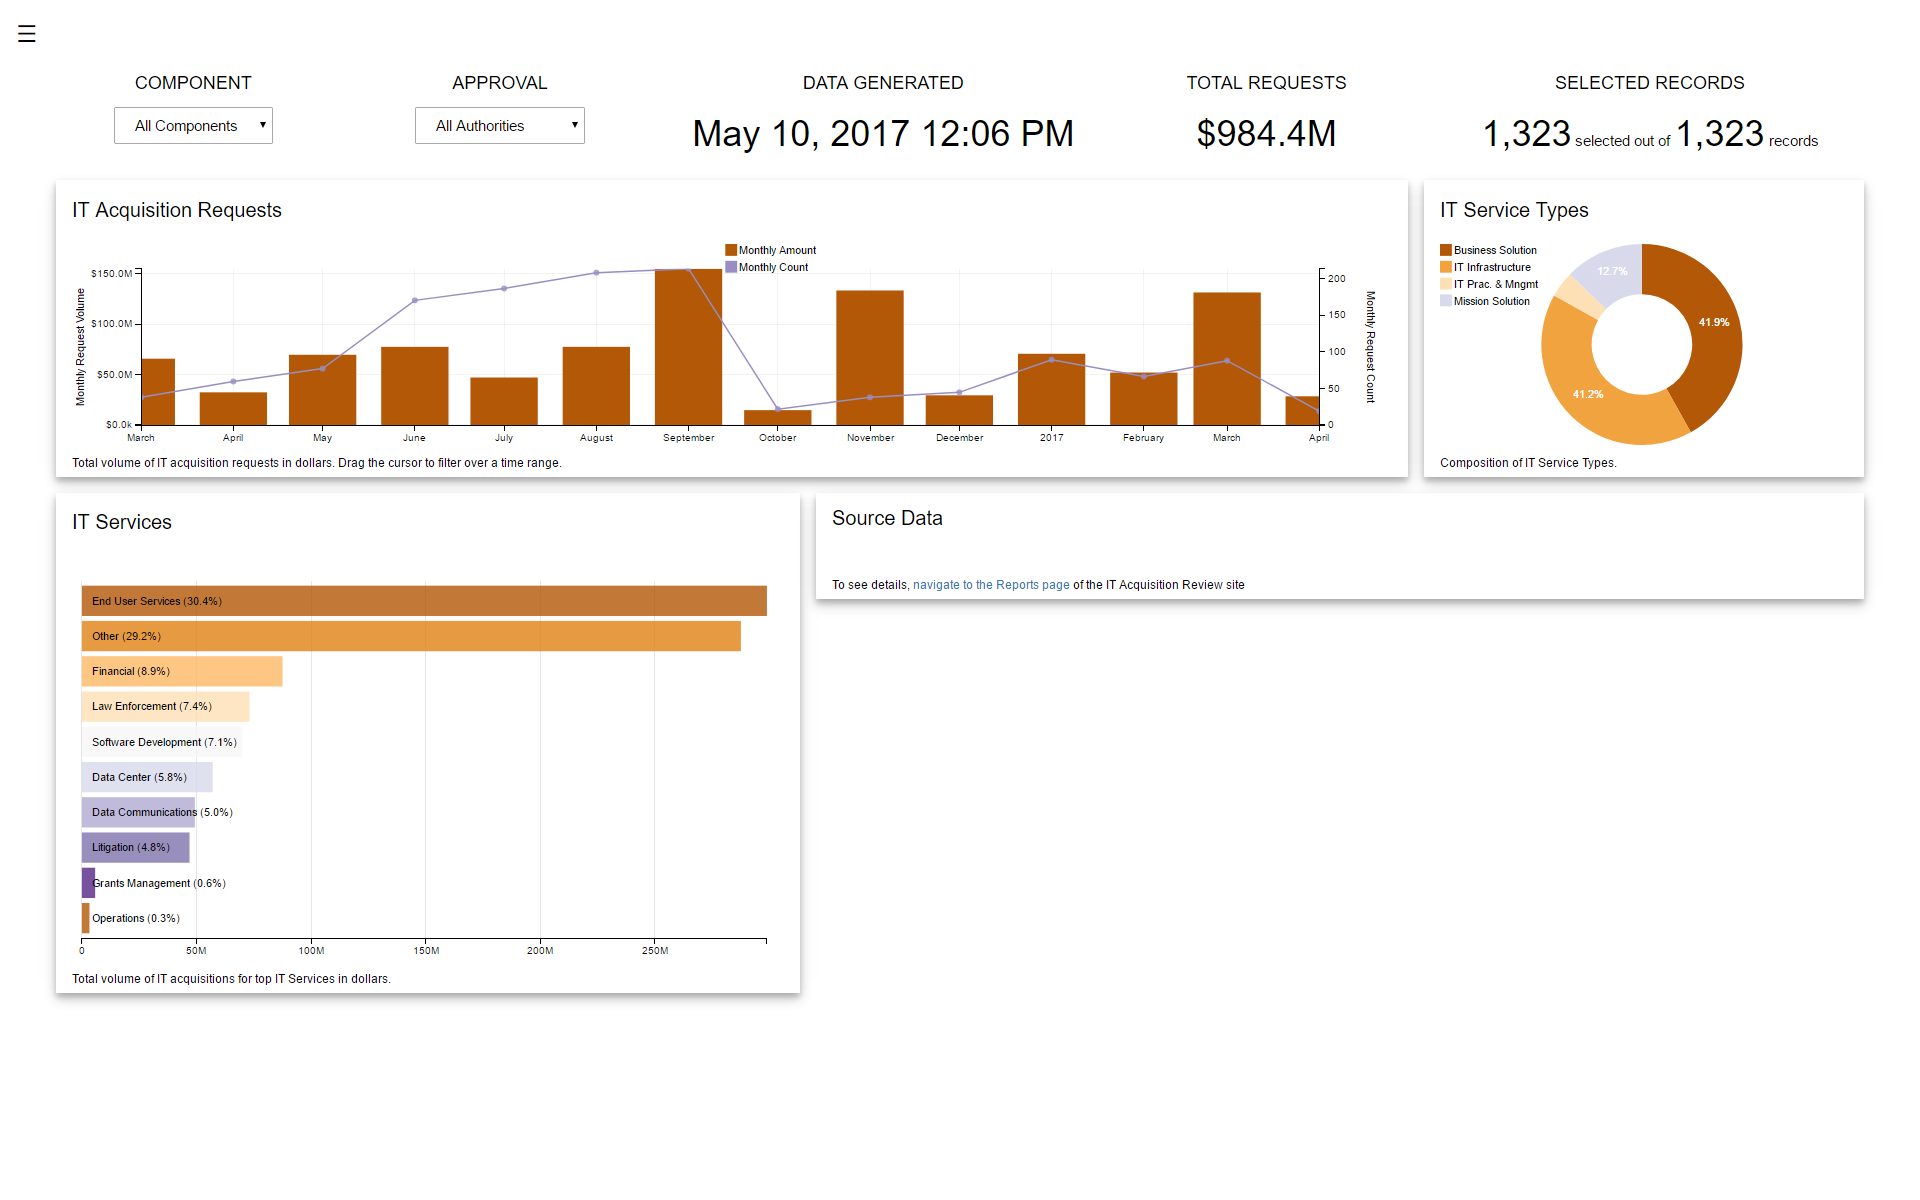 ☰
COMPONENT
All Components ▾
APPROVAL
All Authorities ▾
DATA GENERATED
May 10, 2017 12:06 PM
TOTAL REQUESTS
$984.4M
SELECTED RECORDS
1,323 selected out of 1,323 records
IT Acquisition Requests
Monthly Amount
Monthly Count
Monthly Request Volume
$150.0M
$100.0M
$50.0M
$0.0k
200
150
100
50
0
Monthly Request Count
March April May June July August September October November December 2017 February March April
Total volume of IT acquisition requests in dollars. Drag the cursor to filter over a time range.
IT Service Types
Business Solution
IT Infrastructure
IT Prac. & Mngmt
Mission Solution
12.7%
41.9%
41.2%
Composition of IT Service Types.
IT Services
End User Services (30.4%)
Other (29.2%)
Financial (8.9%)
Law Enforcement (7.4%)
Software Development (7.1%)
Data Center (5.8%)
Data Communications (5.0%)
Litigation (4.8%)
Grants Management (0.6%)
Operations (0.3%)
0 50M 100M 150M 200M 250M
Total volume of IT acquisitions for top IT Services in dollars.
Source Data
To see details, navigate to the Reports page of the IT Acquisition Review site